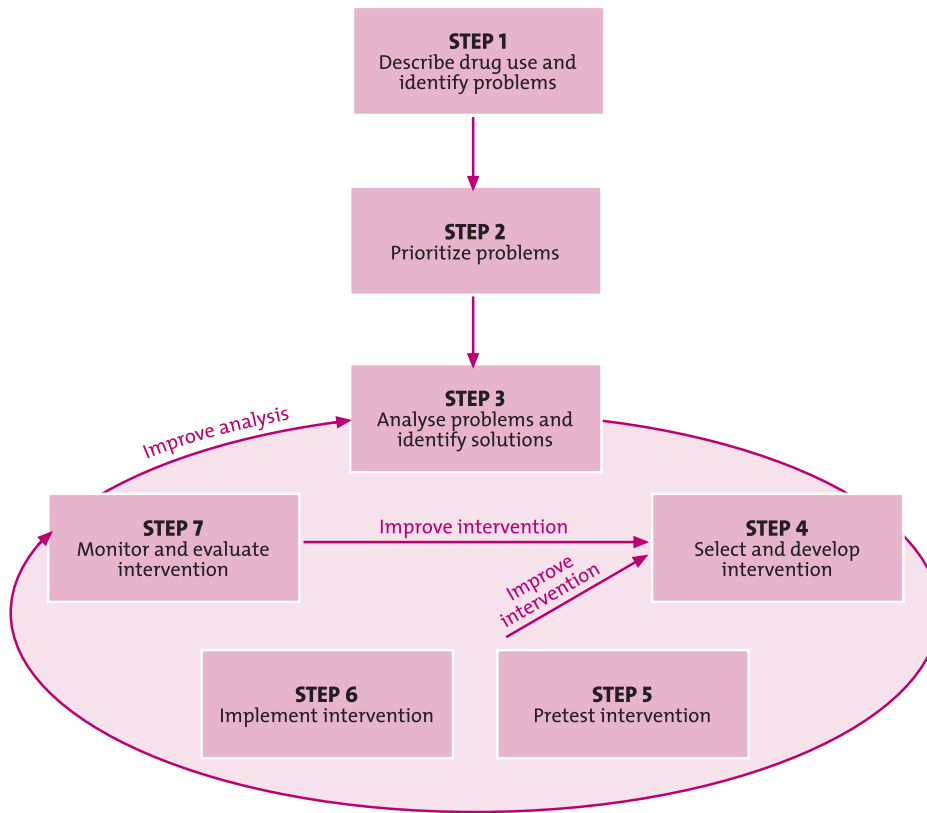 STEP 1
Describe drug use and
identify problems
STEP 2
Prioritize problems
STEP 3
Analyse problems and
identify solutions
Improve analysis
STEP 7
Monitor and evaluate
intervention
Improve intervention
STEP 4
Select and develop
intervention
Improve
intervention
STEP 6
Implement intervention
STEP 5
Pretest intervention